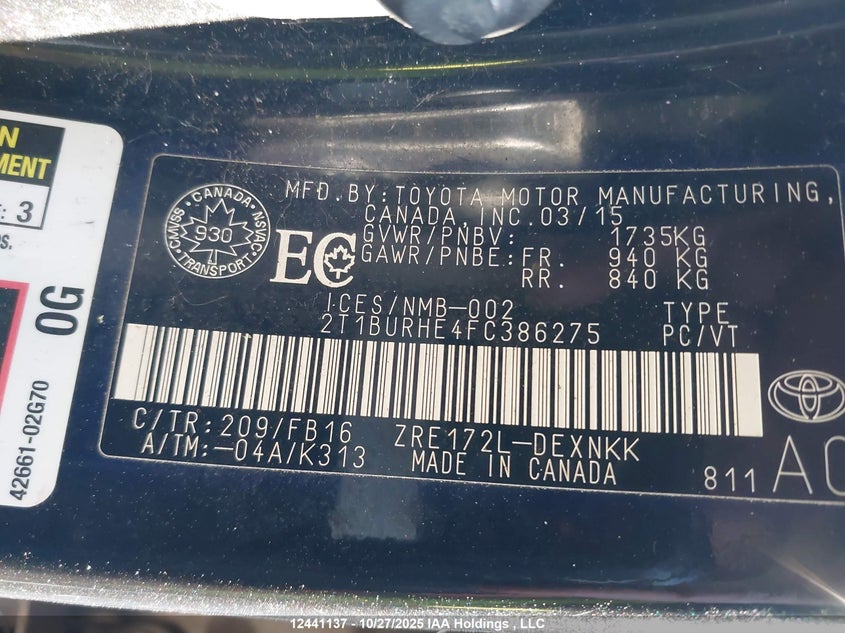 N
MENT
: 3
OS.
OG
42661-02G70
CANADA
CMVSS 930 NSVAC
TRANSPORT
EC
MFD.BY:TOYOTA MOTOR MANUFACTURING,
CANADA,INC.03/15
GVWR/PNBV: 1735KG
GAWR/PNBE:FR. 940 KG
RR. 840 KG
ICES/NMB-002
2T1BURHE4FC386275
TYPE
PC/VT
C/TR:209/FB16 ZRE172L-DEXNKK
A/TM:-04A/K313 MADE IN CANADA
811 AC
12441137 - 10/27/2025 IAA Holdings , LLC